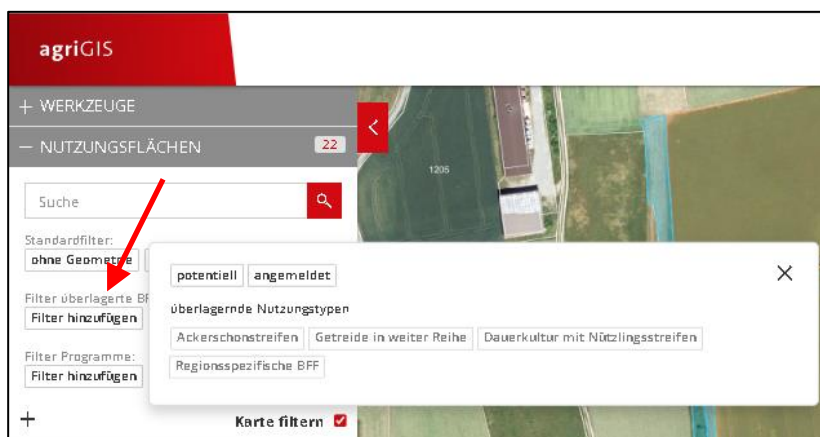 agriGIS
+ WERKZEUGE
– NUTZUNGSFLÄCHEN 22
1205
Suche
Standardfilter:
ohne Geometrie
Filter überlagerte BF
Filter hinzufügen
Filter Programme:
Filter hinzufügen
+ Karte filtern
potentiell angemeldet
überlagernde Nutzungstypen
Ackerschonstreifen Getreide in weiter Reihe Dauerkultur mit Nützlingsstreifen
Regionsspezifische BFF